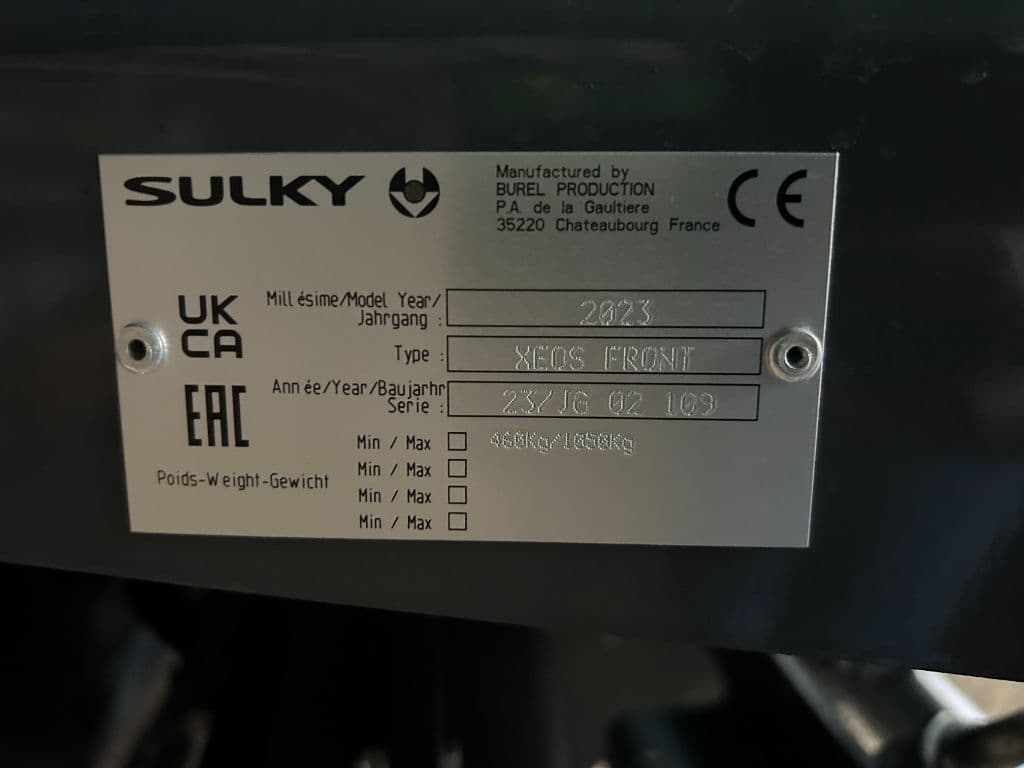 SULKY
Manufactured by
BUREL PRODUCTION
P.A. de la Gaultiere
35220 Chateaubourg France
CE
UK
CA
EAC
Millésime/Model Year/
Jahrgang : 2023
Type : XEOS FRONT
Année/Year/Baujarhr
Serie : 23/JG 02 109
Poids-Weight-Gewicht
Min / Max 460Kg/1050Kg
Min / Max
Min / Max
Min / Max